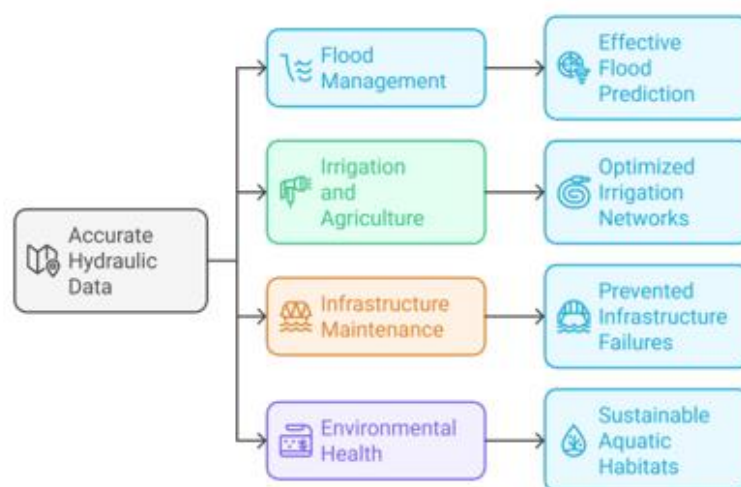 Flood
Management
Effective
Flood
Prediction
Irrigation
and
Agriculture
Optimized
Irrigation
Networks
Accurate
Hydraulic
Data
Infrastructure
Maintenance
Prevented
Infrastructure
Failures
Environmental
Health
Sustainable
Aquatic
Habitats